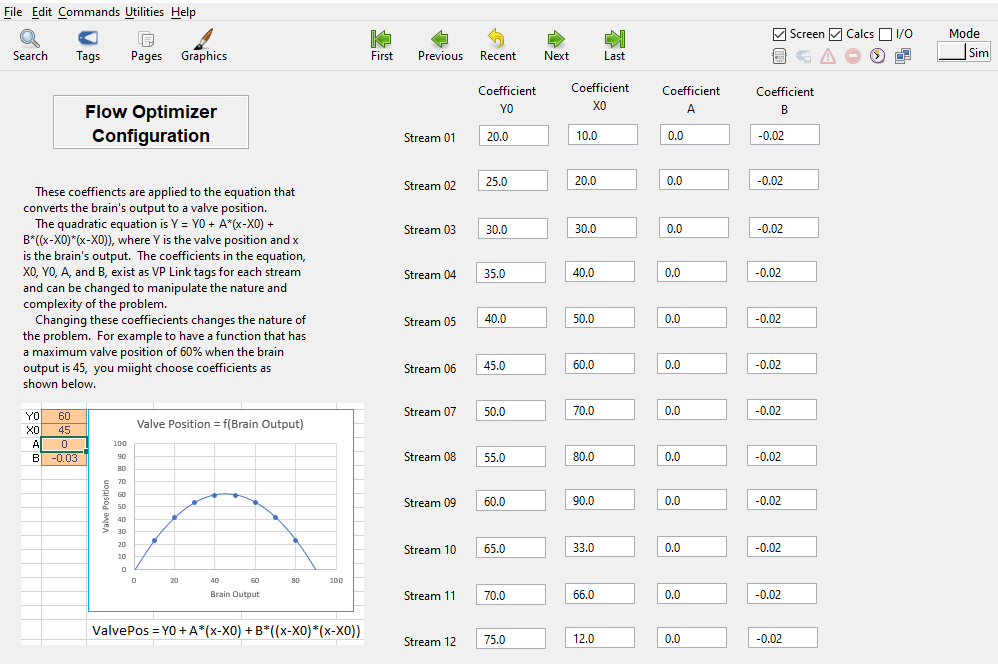 File Edit Commands Utilities Help
Search Tags Pages Graphics First Previous Recent Next Last
Screen Calcs I/O
Mode
Sim
Flow Optimizer
Configuration
These coeffiencts are applied to the equation that
converts the brain's output to a valve position.
The quadratic equation is Y = Y0 + A*(x-X0) +
B*((x-X0)*(x-X0)), where Y is the valve position and x
is the brain's output. The coefficients in the equation,
X0, Y0, A, and B, exist as VP Link tags for each stream
and can be changed to manipulate the nature and
complexity of the problem.
Changing these coeffiecients changes the nature of
the problem. For example to have a function that has
a maximum valve position of 60% when the brain
output is 45, you miight choose coefficients as
shown below.
Y0 60
X0 45
A 0
B -0.03
Valve Position = f(Brain Output)
Valve Position
100
90
80
70
60
50
40
30
20
10
0
0 20 40 60 80 100
Brain Output
ValvePos = Y0 + A*(x-X0) + B*((x-X0)*(x-X0))
Coefficient Coefficient Coefficient Coefficient
Y0 X0 A B
Stream 01 20.0 10.0 0.0 -0.02
Stream 02 25.0 20.0 0.0 -0.02
Stream 03 30.0 30.0 0.0 -0.02
Stream 04 35.0 40.0 0.0 -0.02
Stream 05 40.0 50.0 0.0 -0.02
Stream 06 45.0 60.0 0.0 -0.02
Stream 07 50.0 70.0 0.0 -0.02
Stream 08 55.0 80.0 0.0 -0.02
Stream 09 60.0 90.0 0.0 -0.02
Stream 10 65.0 33.0 0.0 -0.02
Stream 11 70.0 66.0 0.0 -0.02
Stream 12 75.0 12.0 0.0 -0.02